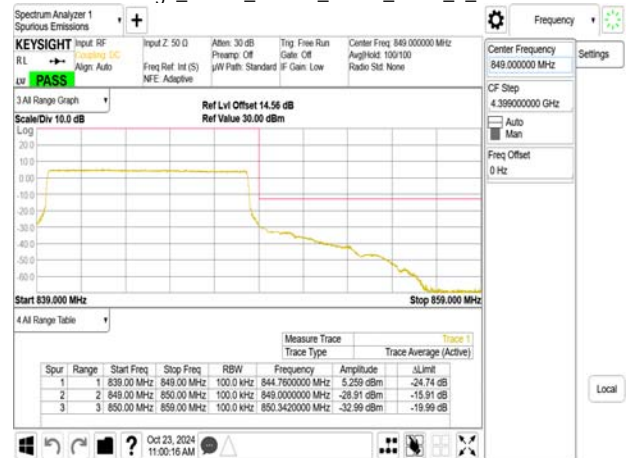 Spectrum Analyzer 1
Spurious Emissions
+
Frequency
KEYSIGHT
Input: RF
Input Z: 50 Ω
Atten: 30 dB
Trig: Free Run
Center Freq: 849.000000 MHz
RL
Coupling: DC
Preamp: Off
Gate: Off
Avg|Hold: 100/100
Align: Auto
Freq Ref: Int (S)
µW Path: Standard
IF Gain: Low
Radio Std: None
PASS
NFE: Adaptive
Center Frequency
849.000000 MHz
Settings
CF Step
4.399000000 GHz
Auto
Man
Freq Offset
0 Hz
3 All Range Graph
Ref Lvl Offset 14.56 dB
Scale/Div 10.0 dB
Ref Value 30.00 dBm
Log
20.0
10.0
0.00
-10.0
-20.0
-30.0
-40.0
-50.0
-60.0
Start 839.000 MHz
Stop 859.000 MHz
4 All Range Table
Measure Trace Trace 1
Trace Type Trace Average (Active)
Spur Range Start Freq Stop Freq RBW Frequency Amplitude ΔLimit
1 1 839.00 MHz 849.00 MHz 100.0 kHz 844.7600000 MHz 5.259 dBm -24.74 dB
2 2 849.00 MHz 850.00 MHz 100.0 kHz 849.0000000 MHz -28.91 dBm -15.91 dB
3 3 850.00 MHz 859.00 MHz 100.0 kHz 850.3420000 MHz -32.99 dBm -19.99 dB
Local
?
Oct 23, 2024
11:00:16 AM